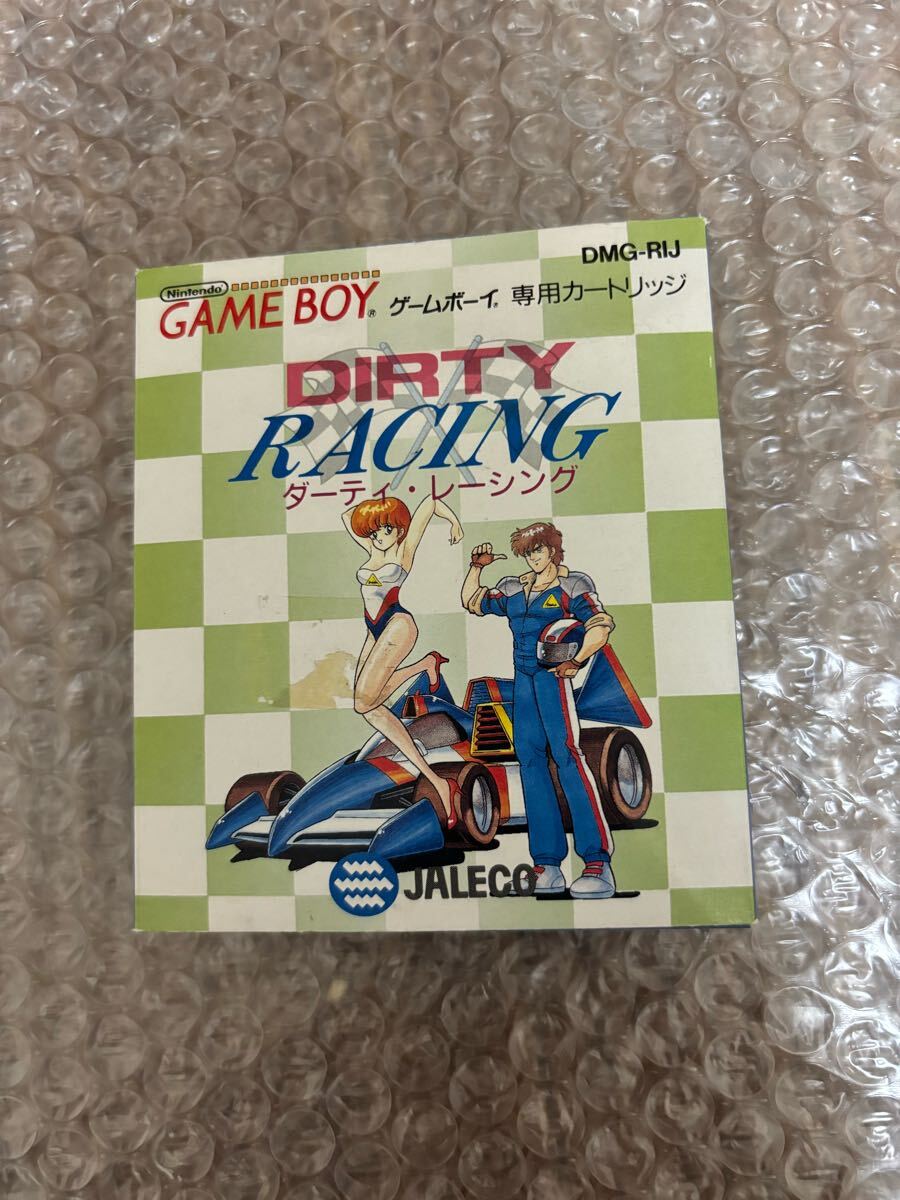 DMG-RIJ
Nintendo
GAME BOY® ゲームボーイ® 専用カートリッジ
DIRTY
RACING
ダーティ・レーシング
JALECO